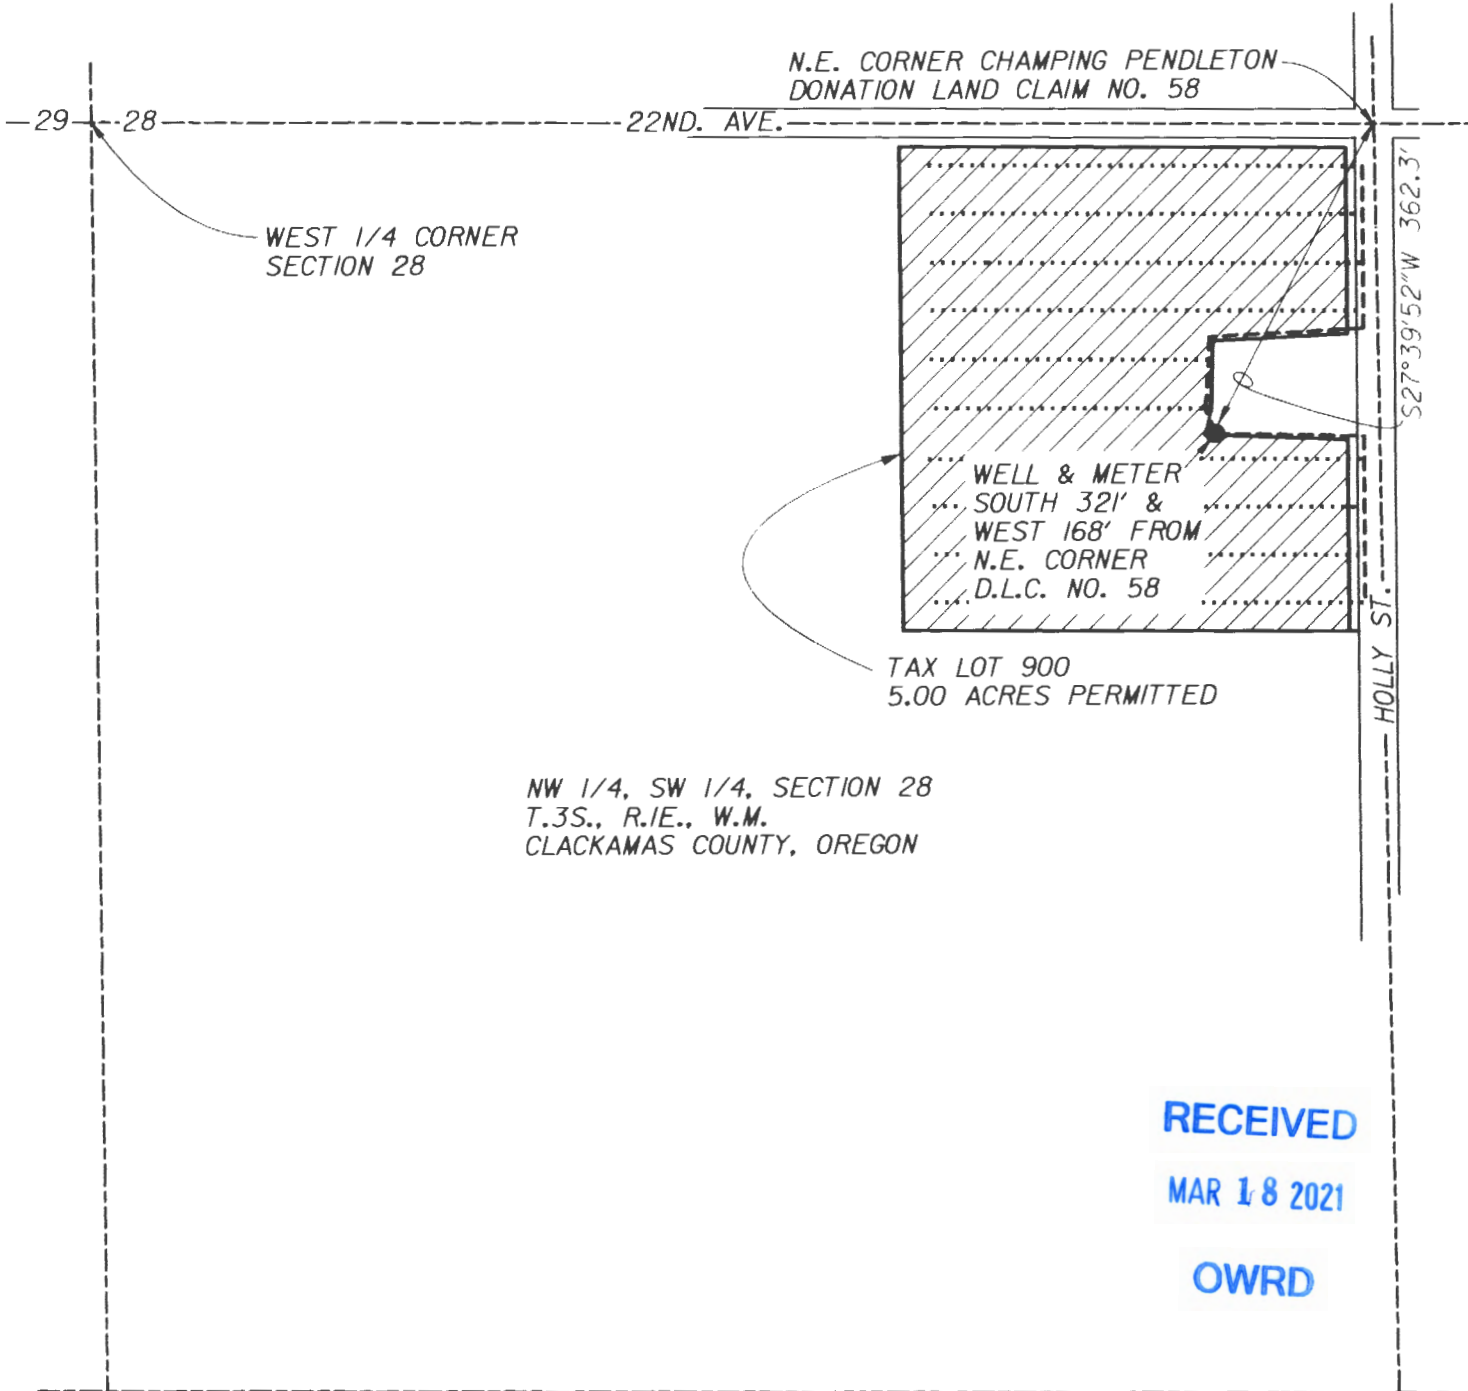 N.E. CORNER CHAMPING PENDLETON
DONATION LAND CLAIM NO. 58
29 28 22ND. AVE.
WEST 1/4 CORNER
SECTION 28
S27°39'52"W 362.3'
WELL & METER
SOUTH 321' &
WEST 168' FROM
N.E. CORNER
D.L.C. NO. 58
HOLLY ST.
TAX LOT 900
5.00 ACRES PERMITTED
NW 1/4, SW 1/4, SECTION 28
T.3S., R.1E., W.M.
CLACKAMAS COUNTY, OREGON
RECEIVED
MAR 18 2021
OWRD